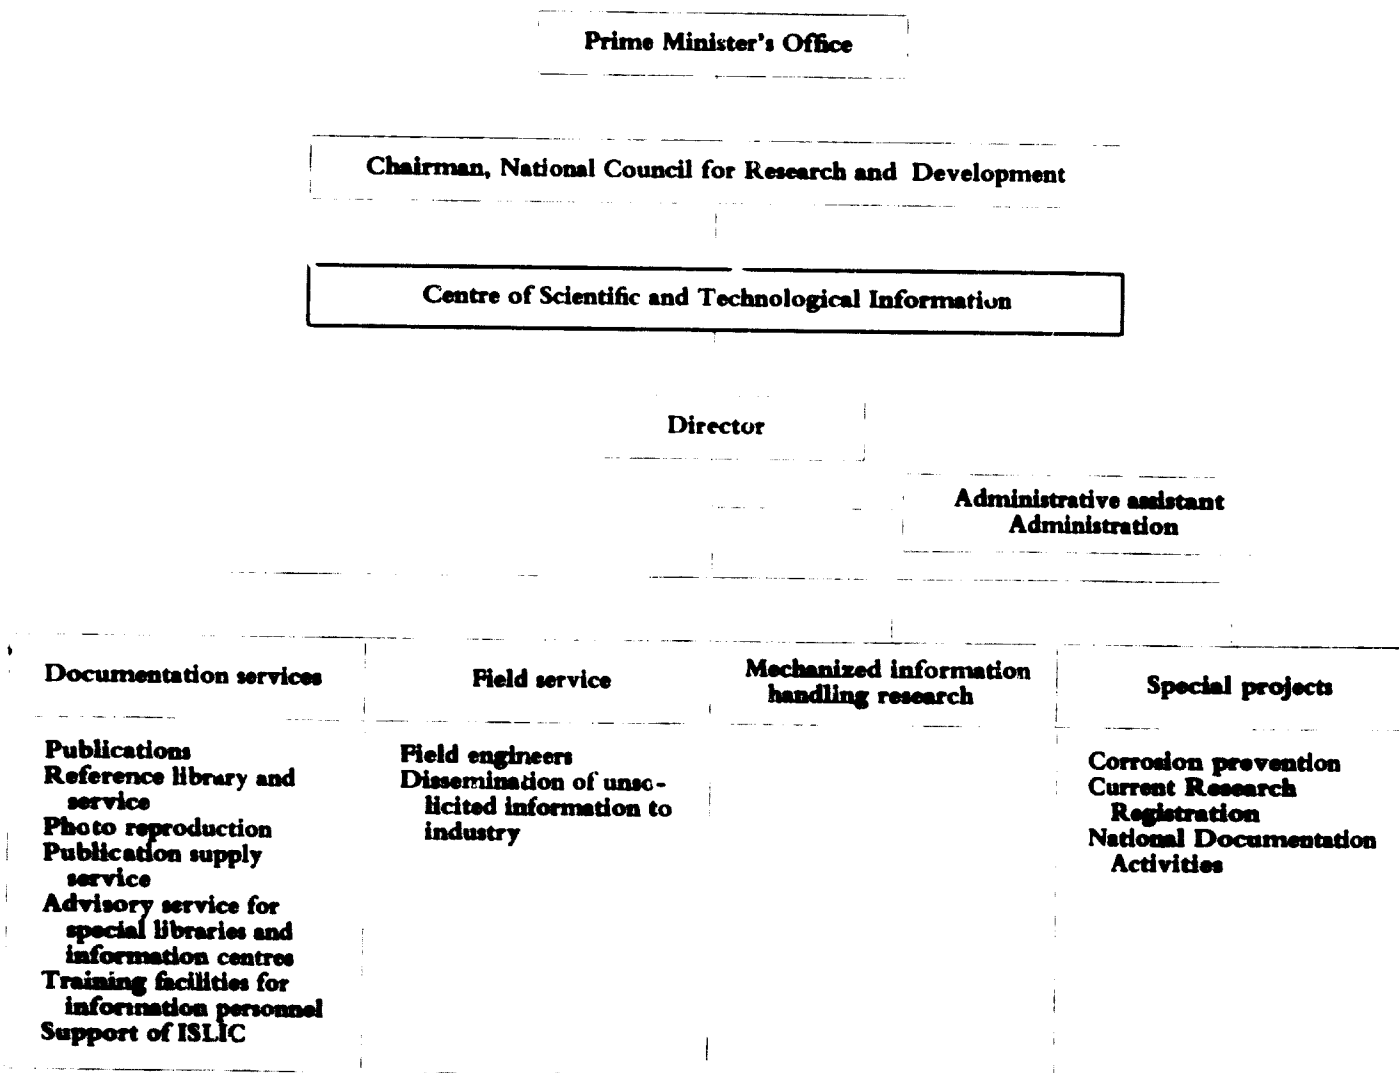 Prime Minister's Office
Chairman, National Council for Research and Development
Centre of Scientific and Technological Information
Director
Administrative assistant
Administration
Documentation services
Publications
Reference library and
service
Photo reproduction
Publication supply
service
Advisory service for
special libraries and
information centres
Training facilities for
information personnel
Support of ISLIC
Field service
Field engineers
Dissemination of unso-
licited information to
industry
Mechanized information
handling research
Special projects
Corrosion prevention
Current Research
Registration
National Documentation
Activities